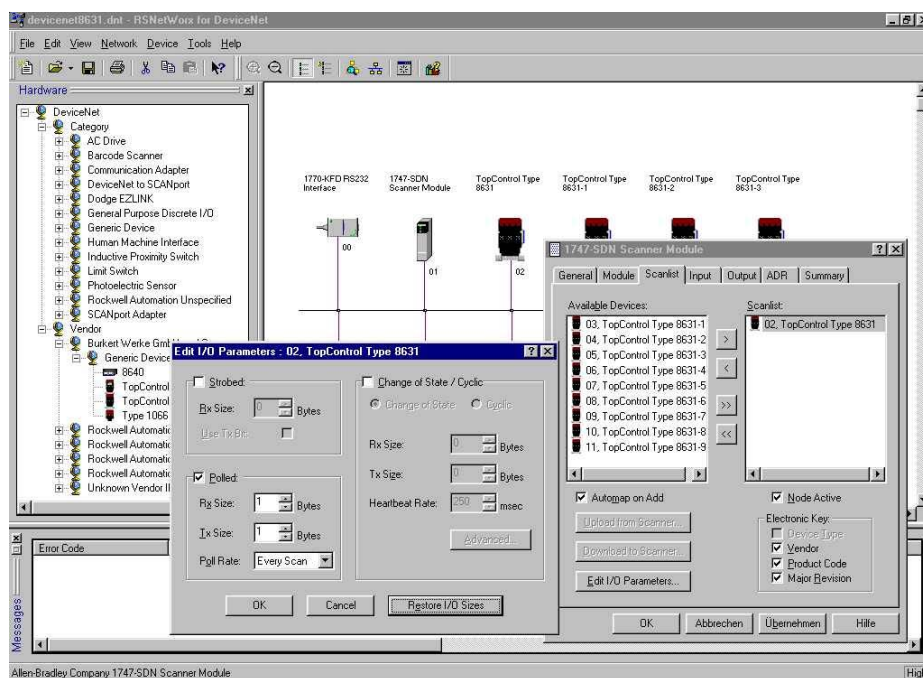 devicenet8631.dnt - RSNetWorx for DeviceNet
File Edit View Network Device Tools Help
Hardware
DeviceNet
Category
AC Drive
Barcode Scanner
Communication Adapter
DeviceNet to SCANport
Dodge EZLINK
General Purpose Discrete I/O
Generic Device
Human Machine Interface
Inductive Proximity Switch
Limit Switch
Photoelectric Sensor
Rockwell Automation Unspecified
SCANport Adapter
Vendor
Burkert Werke
Generic Device
8640
TopControl
TopControl
Type 1066
Rockwell Automatic
Rockwell Automatic
Rockwell Automatic
Rockwell Automatic
Unknown Vendor
1770-KFD RS232
Interface
00
1747-SDN
Scanner Module
01
TopControl Type
8631
02
TopControl Type
8631-1
TopControl Type
8631-2
TopControl Type
8631-3
Edit I/O Parameters : 02, TopControl Type 8631
Strobed:
Rx Size: 0 Bytes
Use Tx Bit:
Polled:
Rx Size: 1 Bytes
Tx Size: 1 Bytes
Poll Rate: Every Scan
Change of State / Cyclic
Change of State Cyclic
Rx Size: 0 Bytes
Tx Size: 0 Bytes
Heartbeat Rate: 250 msec
Advanced...
OK Cancel Restore I/O Sizes
1747-SDN Scanner Module
General Module Scanlist Input Output ADR Summary
Available Devices:
03, TopControl Type 8631-1
04, TopControl Type 8631-2
05, TopControl Type 8631-3
06, TopControl Type 8631-4
07, TopControl Type 8631-5
08, TopControl Type 8631-6
09, TopControl Type 8631-7
10, TopControl Type 8631-8
11, TopControl Type 8631-9
>
<
>>
<<
Scanlist:
02, TopControl Type 8631
Automap on Add
Upload from Scanner...
Download to Scanner...
Edit I/O Parameters...
Node Active
Electronic Key:
Device Type
Vendor
Product Code
Major Revision
OK Abbrechen Übernehmen Hilfe
Error Code
Messages
Allen-Bradley Company 1747-SDN Scanner Module